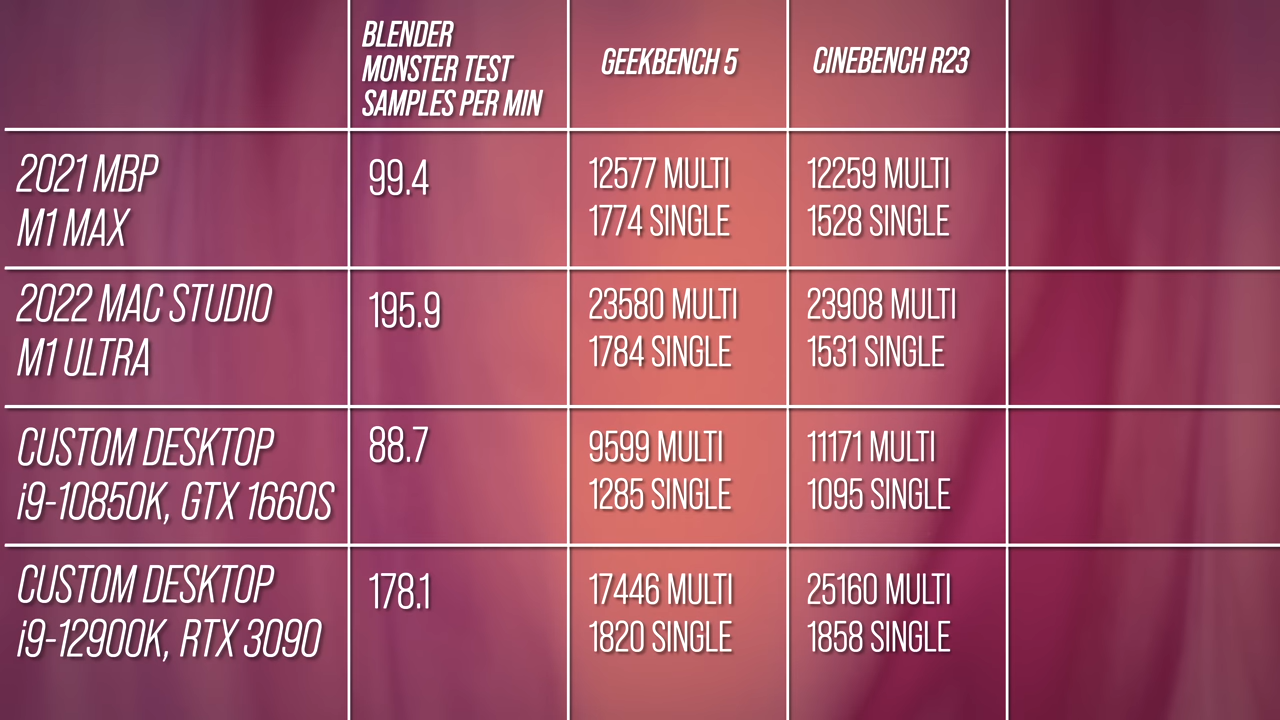 BLENDER
MONSTER TEST
SAMPLES PER MIN
GEEKBENCH 5
CINEBENCH R23
2021 MBP
M1 MAX
99.4
12577 MULTI
1774 SINGLE
12259 MULTI
1528 SINGLE
2022 MAC STUDIO
M1 ULTRA
195.9
23580 MULTI
1784 SINGLE
23908 MULTI
1531 SINGLE
CUSTOM DESKTOP
i9-10850K, GTX 1660S
88.7
9599 MULTI
1285 SINGLE
11171 MULTI
1095 SINGLE
CUSTOM DESKTOP
i9-12900K, RTX 3090
178.1
17446 MULTI
1820 SINGLE
25160 MULTI
1858 SINGLE